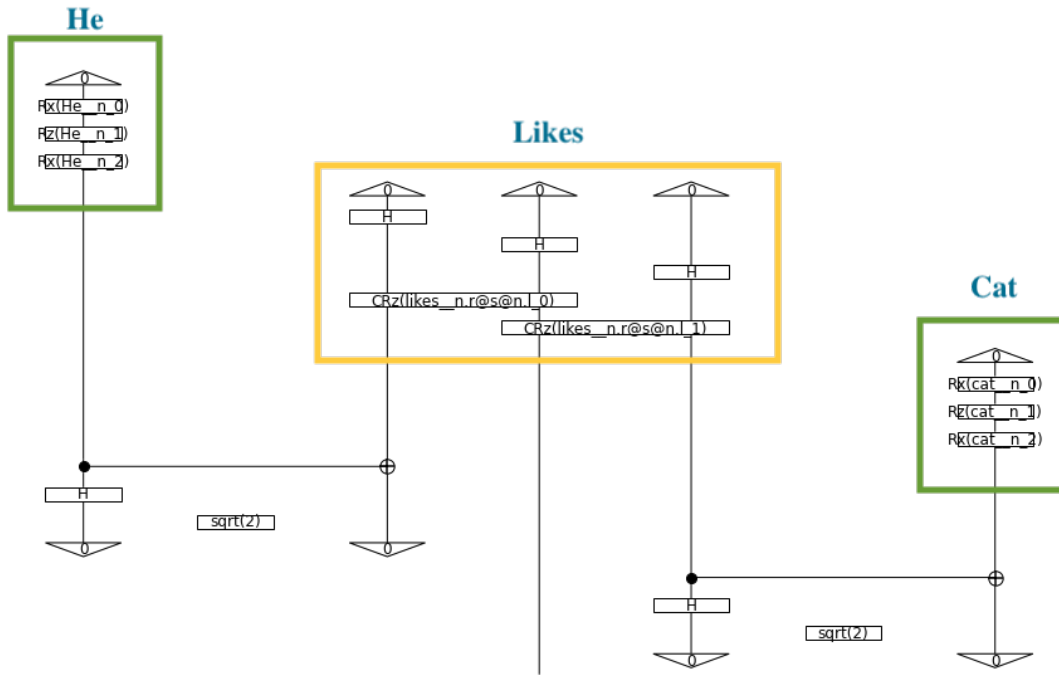 He
0
Rx(He__n_0)
Rz(He__n_1)
Rx(He__n_2)
H
0
sqrt(2)
Likes
0
0
0
H
H
H
CRz(likes__n.r@s@n.l_0)
CRz(likes__n.r@s@n.l_1)
0
H
0
sqrt(2)
Cat
0
Rx(cat__n_0)
Rz(cat__n_1)
Rx(cat__n_2)
0